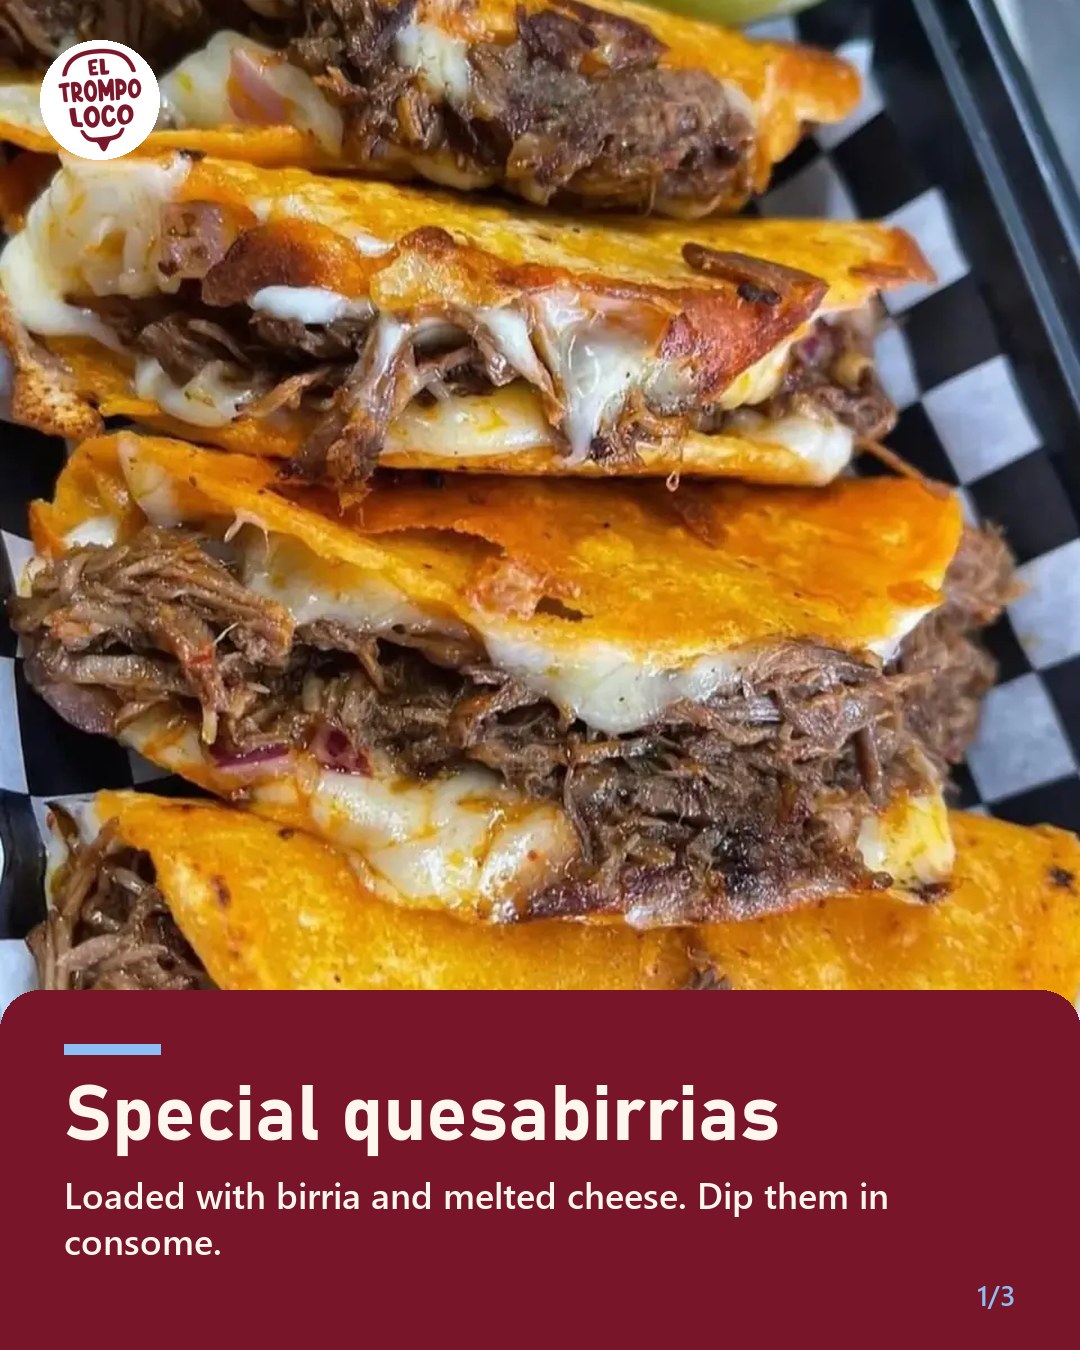 EL
TROMPO
LOCO
Special quesabirrias
Loaded with birria and melted cheese. Dip them in
consome.
1/3